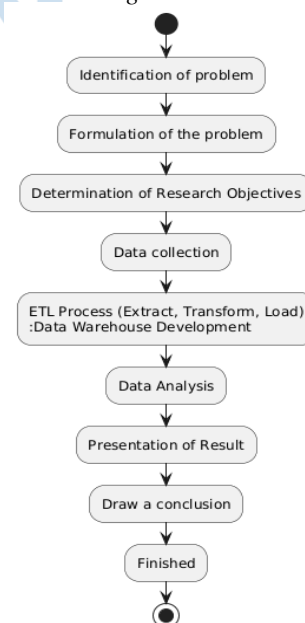 Identification of problem
Formulation of the problem
Determination of Research Objectives
Data collection
ETL Process (Extract, Transform, Load)
:Data Warehouse Development
Data Analysis
Presentation of Result
Draw a conclusion
Finished